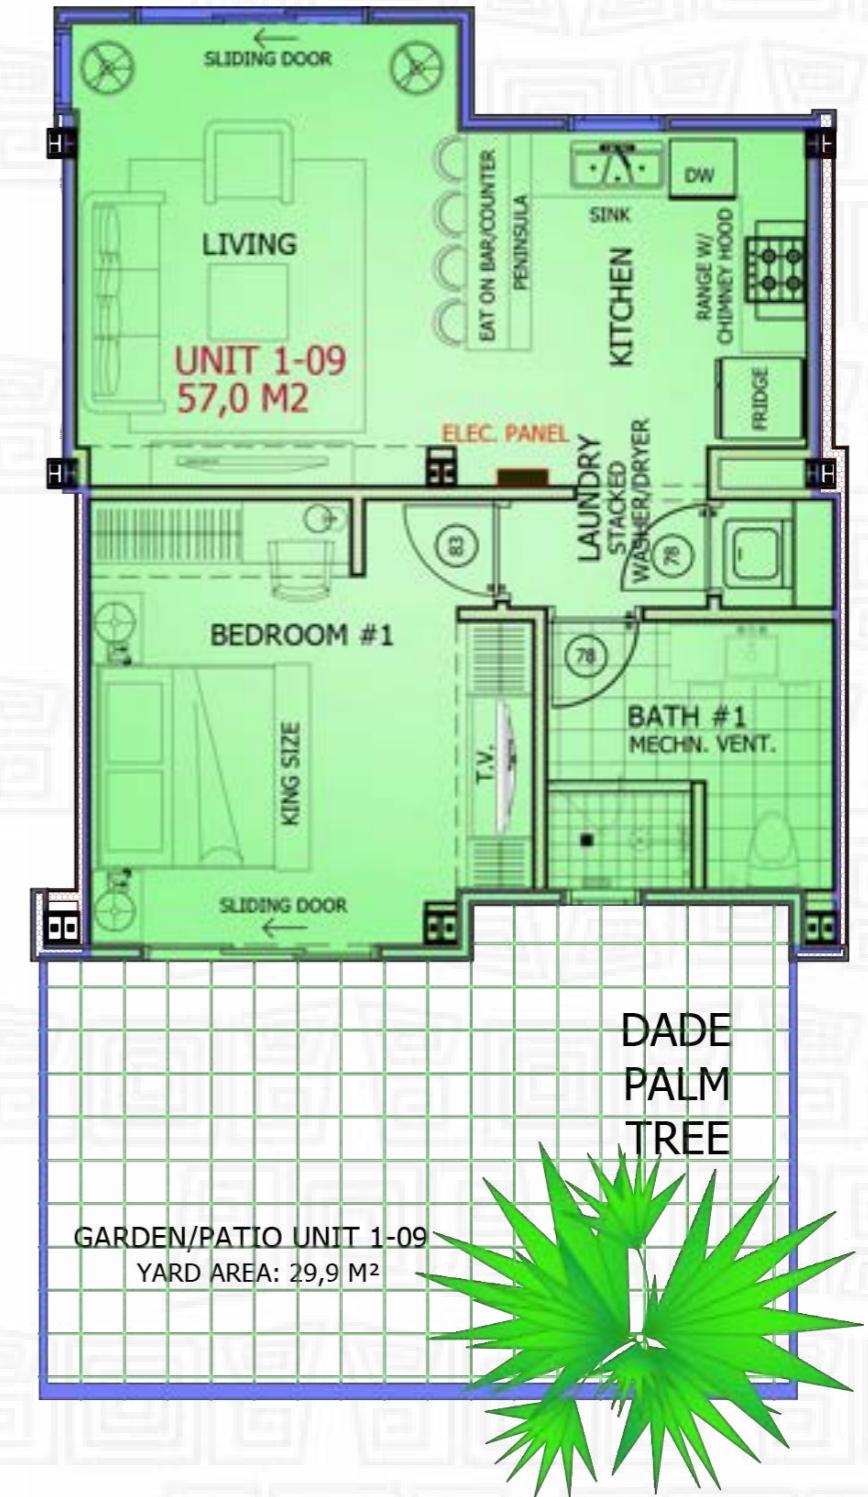 SLIDING DOOR
LIVING
UNIT 1-09
57,0 M2
EAT ON BAR/COUNTER
PENINSULA
SINK
DW
KITCHEN
RANGE W/
CHIMNEY HOOD
FRIDGE
ELEC. PANEL
LAUNDRY
STACKED
WASHER/DRYER
83
78
BEDROOM #1
78
KING SIZE
T.V.
BATH #1
MECHN. VENT.
SLIDING DOOR
DADE
PALM
TREE
GARDEN/PATIO UNIT 1-09
YARD AREA: 29,9 M²